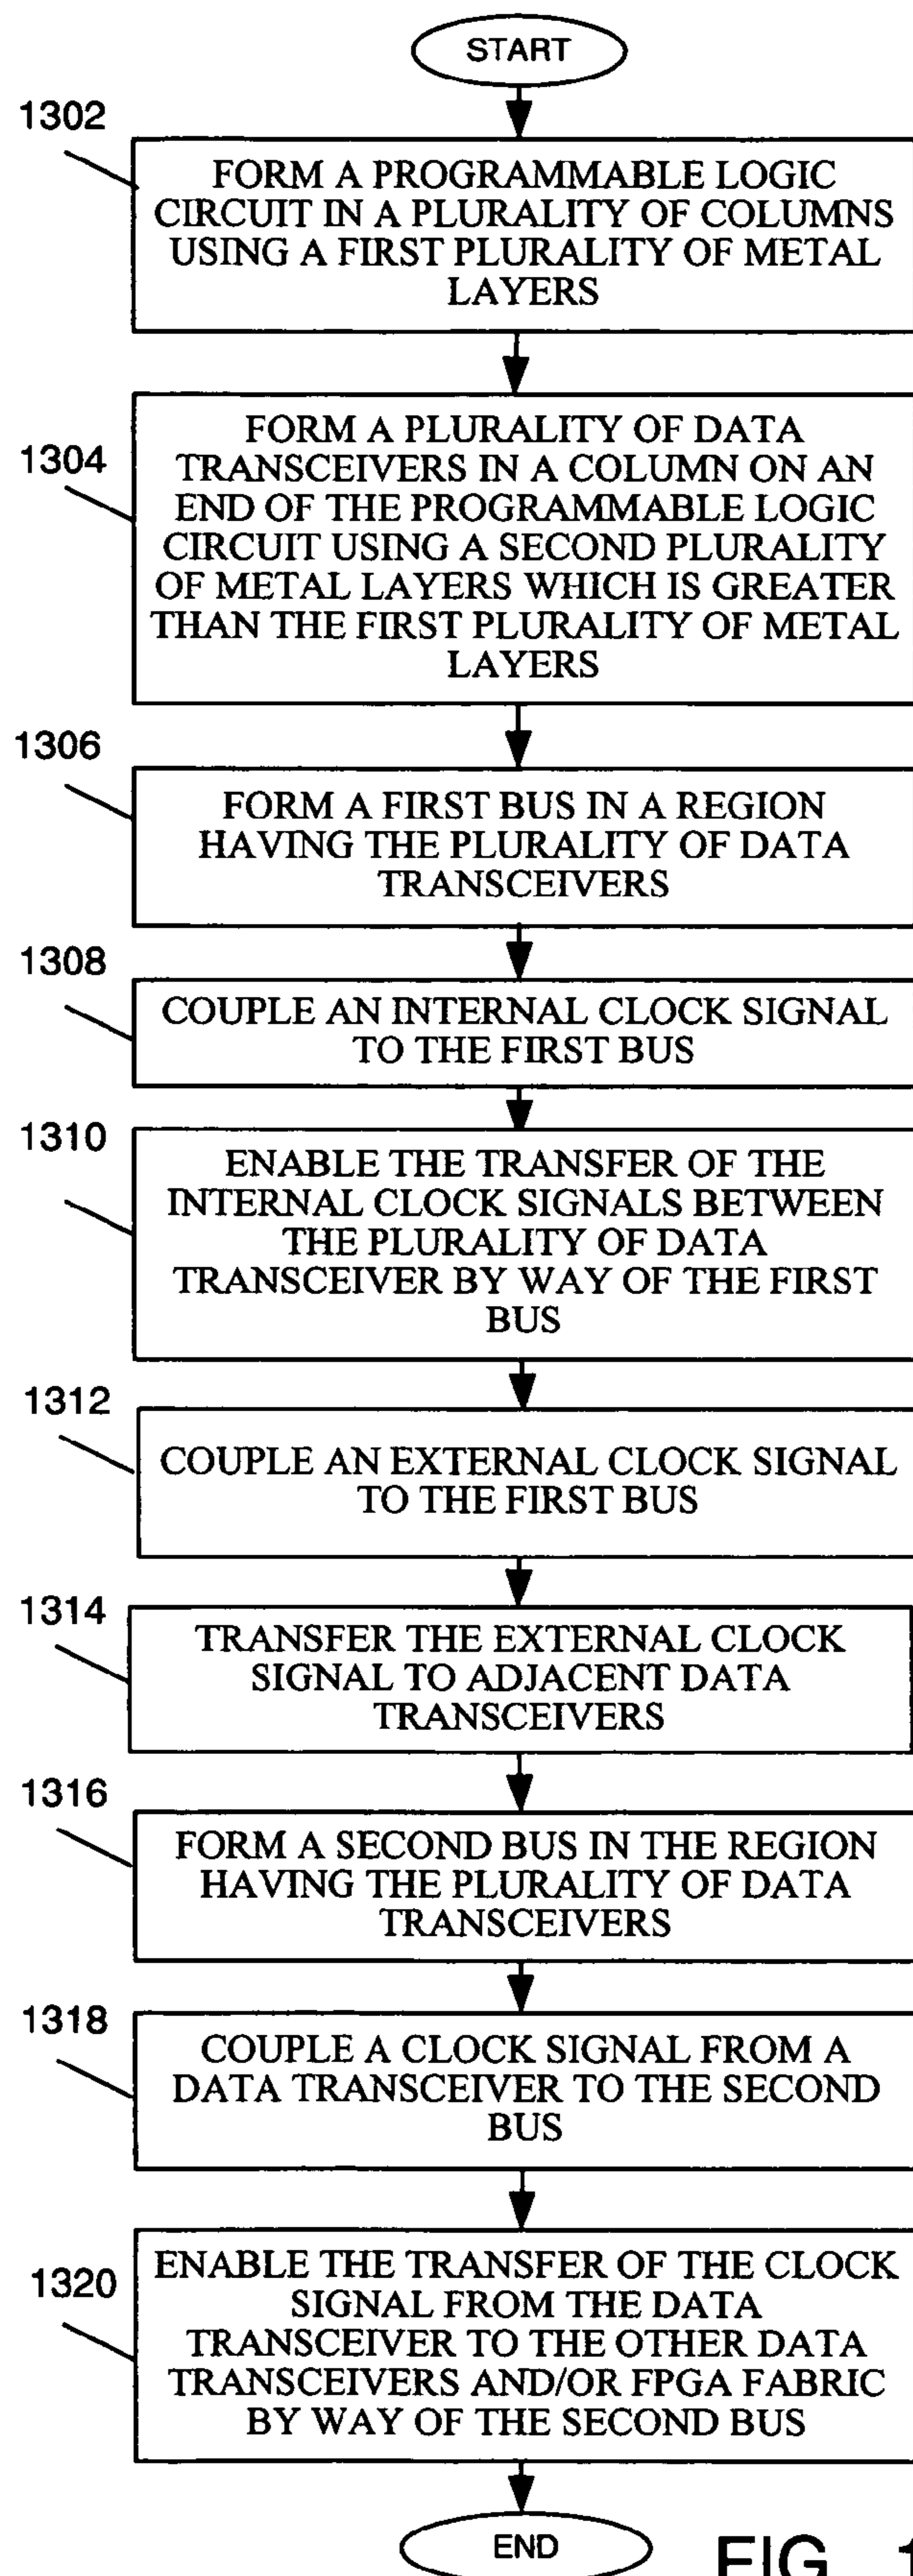 START
1302
FORM A PROGRAMMABLE LOGIC
CIRCUIT IN A PLURALITY OF COLUMNS
USING A FIRST PLURALITY OF METAL
LAYERS
1304
FORM A PLURALITY OF DATA
TRANSCEIVERS IN A COLUMN ON AN
END OF THE PROGRAMMABLE LOGIC
CIRCUIT USING A SECOND PLURALITY
OF METAL LAYERS WHICH IS GREATER
THAN THE FIRST PLURALITY OF METAL
LAYERS
1306
FORM A FIRST BUS IN A REGION
HAVING THE PLURALITY OF DATA
TRANSCEIVERS
1308
COUPLE AN INTERNAL CLOCK SIGNAL
TO THE FIRST BUS
1310
ENABLE THE TRANSFER OF THE
INTERNAL CLOCK SIGNALS BETWEEN
THE PLURALITY OF DATA
TRANSCEIVER BY WAY OF THE FIRST
BUS
1312
COUPLE AN EXTERNAL CLOCK SIGNAL
TO THE FIRST BUS
1314
TRANSFER THE EXTERNAL CLOCK
SIGNAL TO ADJACENT DATA
TRANSCEIVERS
1316
FORM A SECOND BUS IN THE REGION
HAVING THE PLURALITY OF DATA
TRANSCEIVERS
1318
COUPLE A CLOCK SIGNAL FROM A
DATA TRANSCEIVER TO THE SECOND
BUS
1320
ENABLE THE TRANSFER OF THE CLOCK
SIGNAL FROM THE DATA
TRANSCEIVER TO THE OTHER DATA
TRANSCEIVERS AND/OR FPGA FABRIC
BY WAY OF THE SECOND BUS
END
FIG.